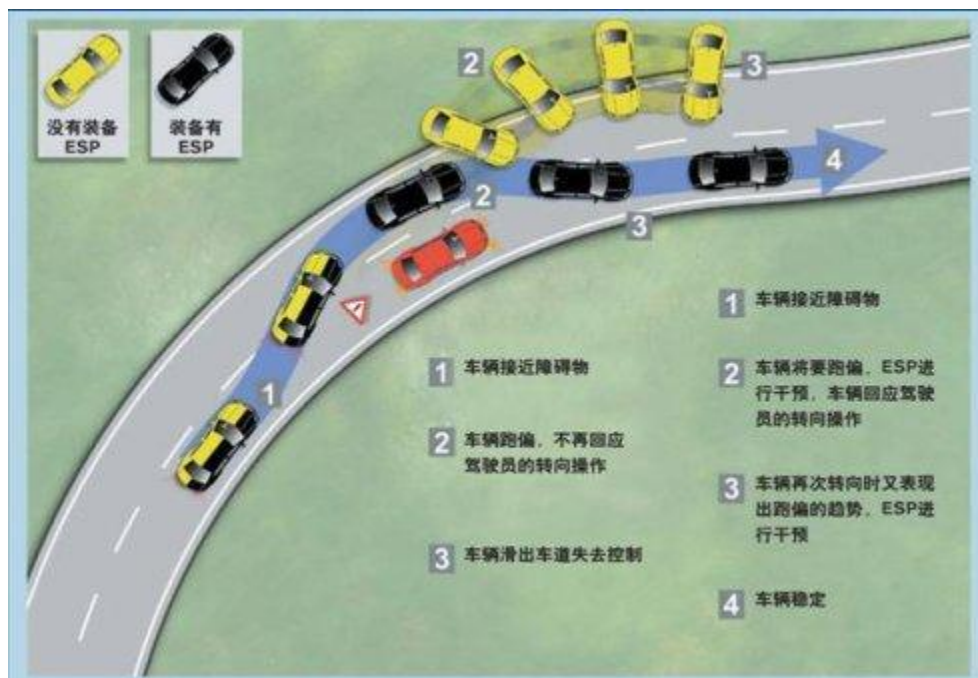 没有装备
ESP
装备有
ESP
2
3
4
2
3
1
1 车辆接近障碍物
2 车辆跑偏，不再回应
驾驶员的转向操作
3 车辆滑出车道失去控制
1 车辆接近障碍物
2 车辆将要跑偏，ESP进
行干预，车辆回应驾驶
员的转向操作
3 车辆再次转向时又表现
出跑偏的趋势，ESP进
行干预
4 车辆稳定